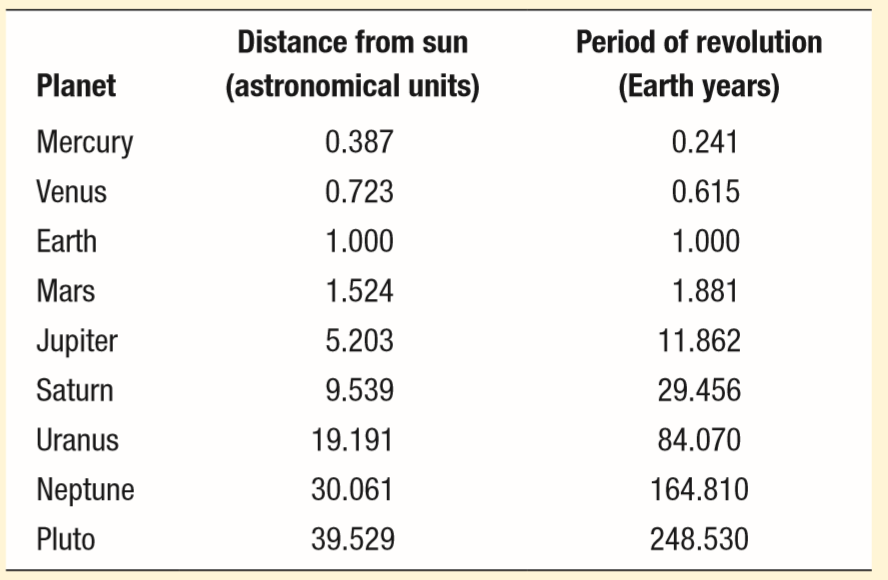 Distance from sun Period of revolution
Planet (astronomical units) (Earth years)
Mercury 0.387 0.241
Venus 0.723 0.615
Earth 1.000 1.000
Mars 1.524 1.881
Jupiter 5.203 11.862
Saturn 9.539 29.456
Uranus 19.191 84.070
Neptune 30.061 164.810
Pluto 39.529 248.530